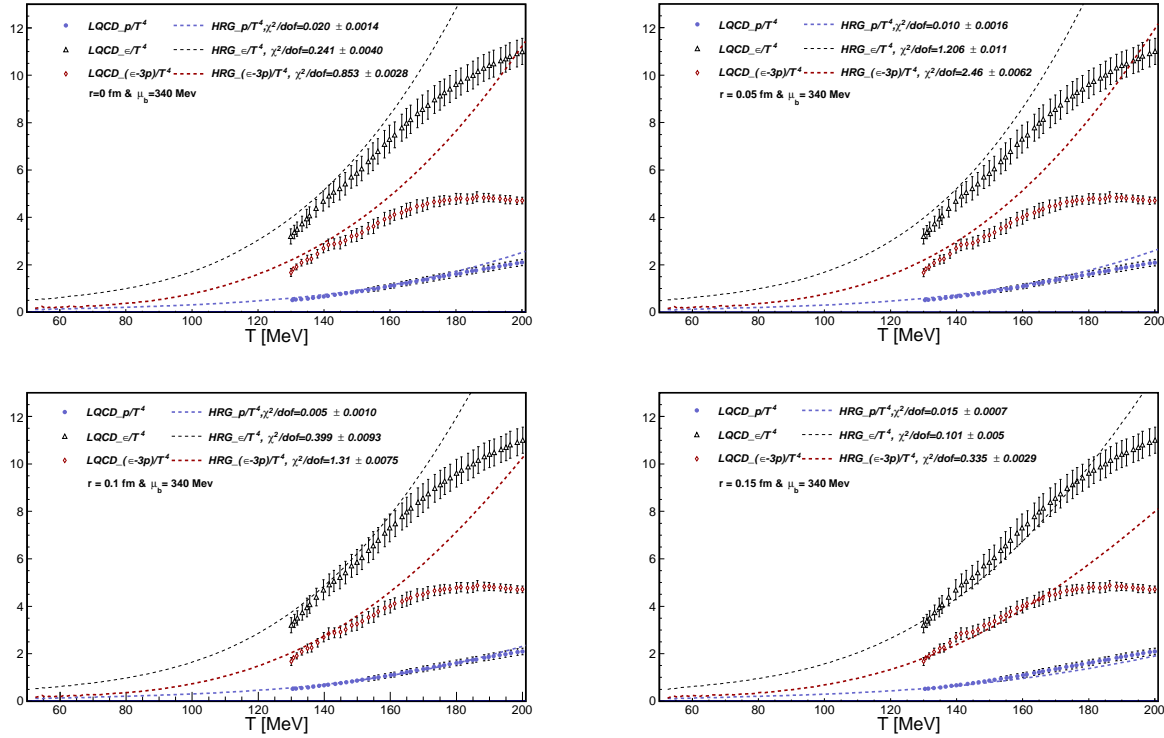 LQCD_p/T⁴ HRG_p/T⁴,χ²/dof=0.020 ± 0.0014
LQCD_∈/T⁴ HRG_∈/T⁴, χ²/dof=0.241 ± 0.0040
LQCD_(∈-3p)/T⁴ HRG_(∈-3p)/T⁴, χ²/dof=0.853 ± 0.0028
r=0 fm & μ_b=340 Mev
12
10
8
6
4
2
0
60 80 100 120 140 160 180 200
T [MeV]
LQCD_p/T⁴ HRG_p/T⁴,χ²/dof=0.010 ± 0.0016
LQCD_∈/T⁴ HRG_∈/T⁴, χ²/dof=1.206 ± 0.011
LQCD_(∈-3p)/T⁴ HRG_(∈-3p)/T⁴, χ²/dof=2.46 ± 0.0062
r = 0.05 fm & μ_b= 340 Mev
12
10
8
6
4
2
0
60 80 100 120 140 160 180 200
T [MeV]
LQCD_p/T⁴ HRG_p/T⁴,χ²/dof=0.005 ± 0.0010
LQCD_∈/T⁴ HRG_∈/T⁴, χ²/dof=0.399 ± 0.0093
LQCD_(∈-3p)/T⁴ HRG_(∈-3p)/T⁴, χ²/dof=1.31 ± 0.0075
r = 0.1 fm & μ_b= 340 Mev
12
10
8
6
4
2
0
60 80 100 120 140 160 180 200
T [MeV]
LQCD_p/T⁴ HRG_p/T⁴,χ²/dof=0.015 ± 0.0007
LQCD_∈/T⁴ HRG_∈/T⁴, χ²/dof=0.101 ± 0.005
LQCD_(∈-3p)/T⁴ HRG_(∈-3p)/T⁴, χ²/dof=0.335 ± 0.0029
r = 0.15 fm & μ_b= 340 Mev
12
10
8
6
4
2
0
60 80 100 120 140 160 180 200
T [MeV]